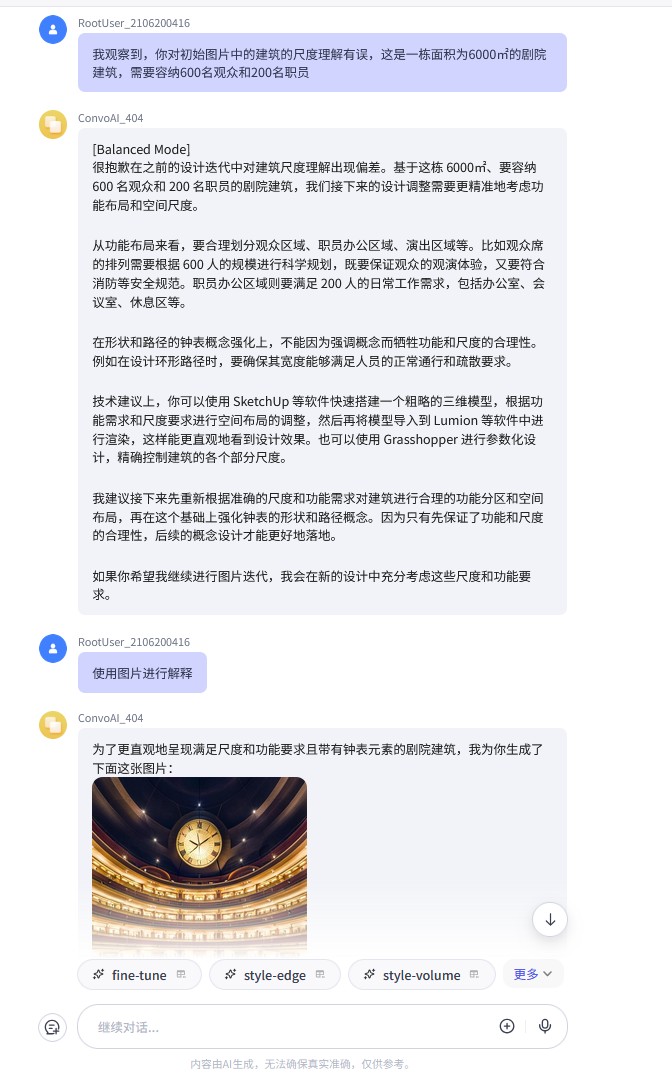 RootUser_2106200416
我观察到，你对初始图片中的建筑的尺度理解有误，这是一栋面积为6000㎡的剧院
建筑，需要容纳600名观众和200名职员
ConvoAI_404
[Balanced Mode]
很抱歉在之前的设计迭代中对建筑尺度理解出现偏差。基于这栋 6000㎡、要容纳
600 名观众和 200 名职员的剧院建筑，我们接下来的设计调整需要更精准地考虑功
能布局和空间尺度。
从功能布局来看，要合理划分观众区域、职员办公区域、演出区域等。比如观众席
的排列需要根据 600 人的规模进行科学规划，既要保证观众的观演体验，又要符合
消防等安全规范。职员办公区域则要满足 200 人的日常工作需求，包括办公室、会
议室、休息区等。
在形状和路径的钟表概念强化上，不能因为强调概念而牺牲功能和尺度的合理性。
例如在设计环形路径时，要确保其宽度能够满足人员的正常通行和疏散要求。
技术建议上，你可以使用 SketchUp 等软件快速搭建一个粗略的三维模型，根据功
能需求和尺度要求进行空间布局的调整，然后再将模型导入到 Lumion 等软件中进
行渲染，这样能更直观地看到设计效果。也可以使用 Grasshopper 进行参数化设
计，精确控制建筑的各个部分尺度。
我建议接下来先重新根据准确的尺度和功能需求对建筑进行合理的功能分区和空间
布局，再在这个基础上强化钟表的形状和路径概念。因为只有先保证了功能和尺度
的合理性，后续的概念设计才能更好地落地。
如果你希望我继续进行图片迭代，我会在新的设计中充分考虑这些尺度和功能要
求。
RootUser_2106200416
使用图片进行解释
ConvoAI_404
为了更直观地呈现满足尺度和功能要求且带有钟表元素的剧院建筑，我为你生成了
下面这张图片：
fine-tune
style-edge
style-volume
更多
继续对话...
内容由AI生成，无法确保真实准确，仅供参考。